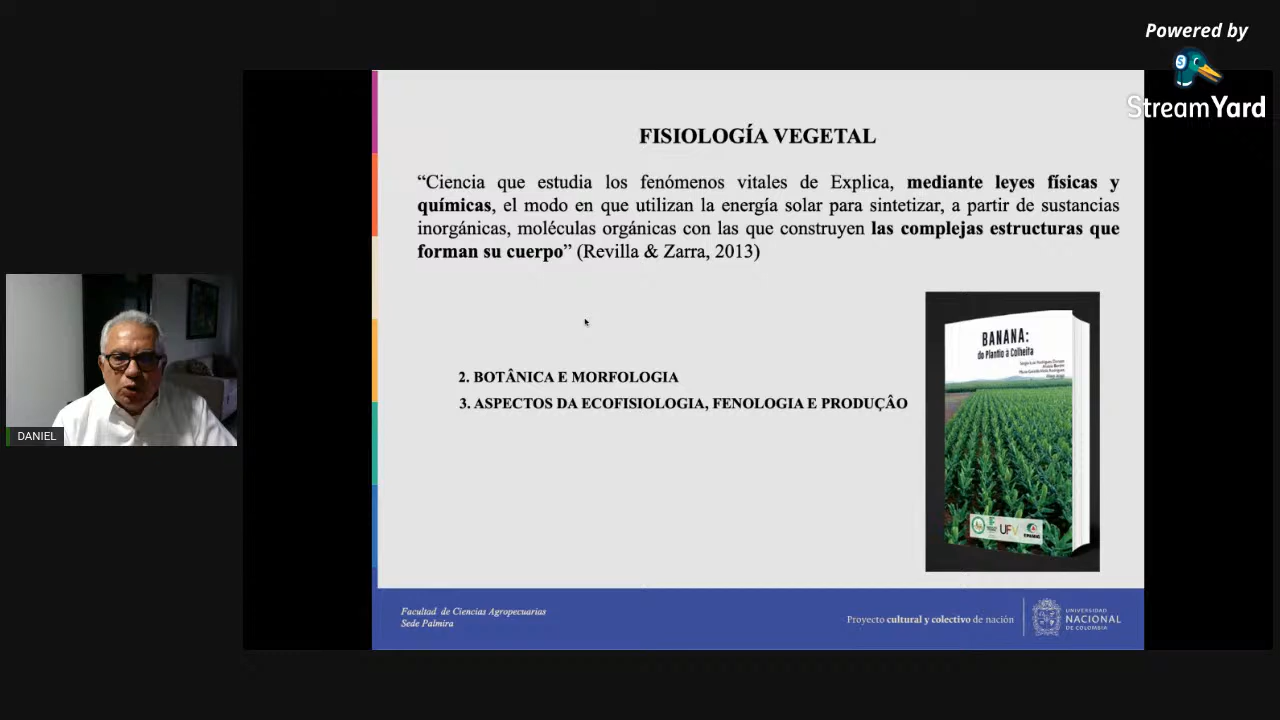 Powered by
StreamYard
FISIOLOGÍA VEGETAL
“Ciencia que estudia los fenómenos vitales de Explica, mediante leyes físicas y
químicas, el modo en que utilizan la energía solar para sintetizar, a partir de sustancias
inorgánicas, moléculas orgánicas con las que construyen las complejas estructuras que
forman su cuerpo” (Revilla & Zarra, 2013)
BANANA:
do Plantio à Colheita
2. BOTÂNICA E MORFOLOGIA
3. ASPECTOS DA ECOFISIOLOGIA, FENOLOGIA E PRODUÇÂO
DANIEL
UFV
Facultad de Ciencias Agropecuarias
Sede Palmira
Proyecto cultural y colectivo de nación
UNIVERSIDAD
NACIONAL
DE COLOMBIA